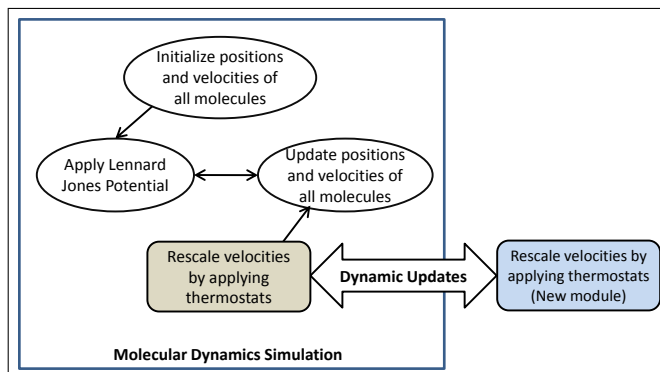 Initialize positions
and velocities of
all molecules
Apply Lennard
Jones Potential
Update positions
and velocities of
all molecules
Rescale velocities
by applying
thermostats
Dynamic Updates
Rescale velocities by
applying thermostats
(New module)
Molecular Dynamics Simulation